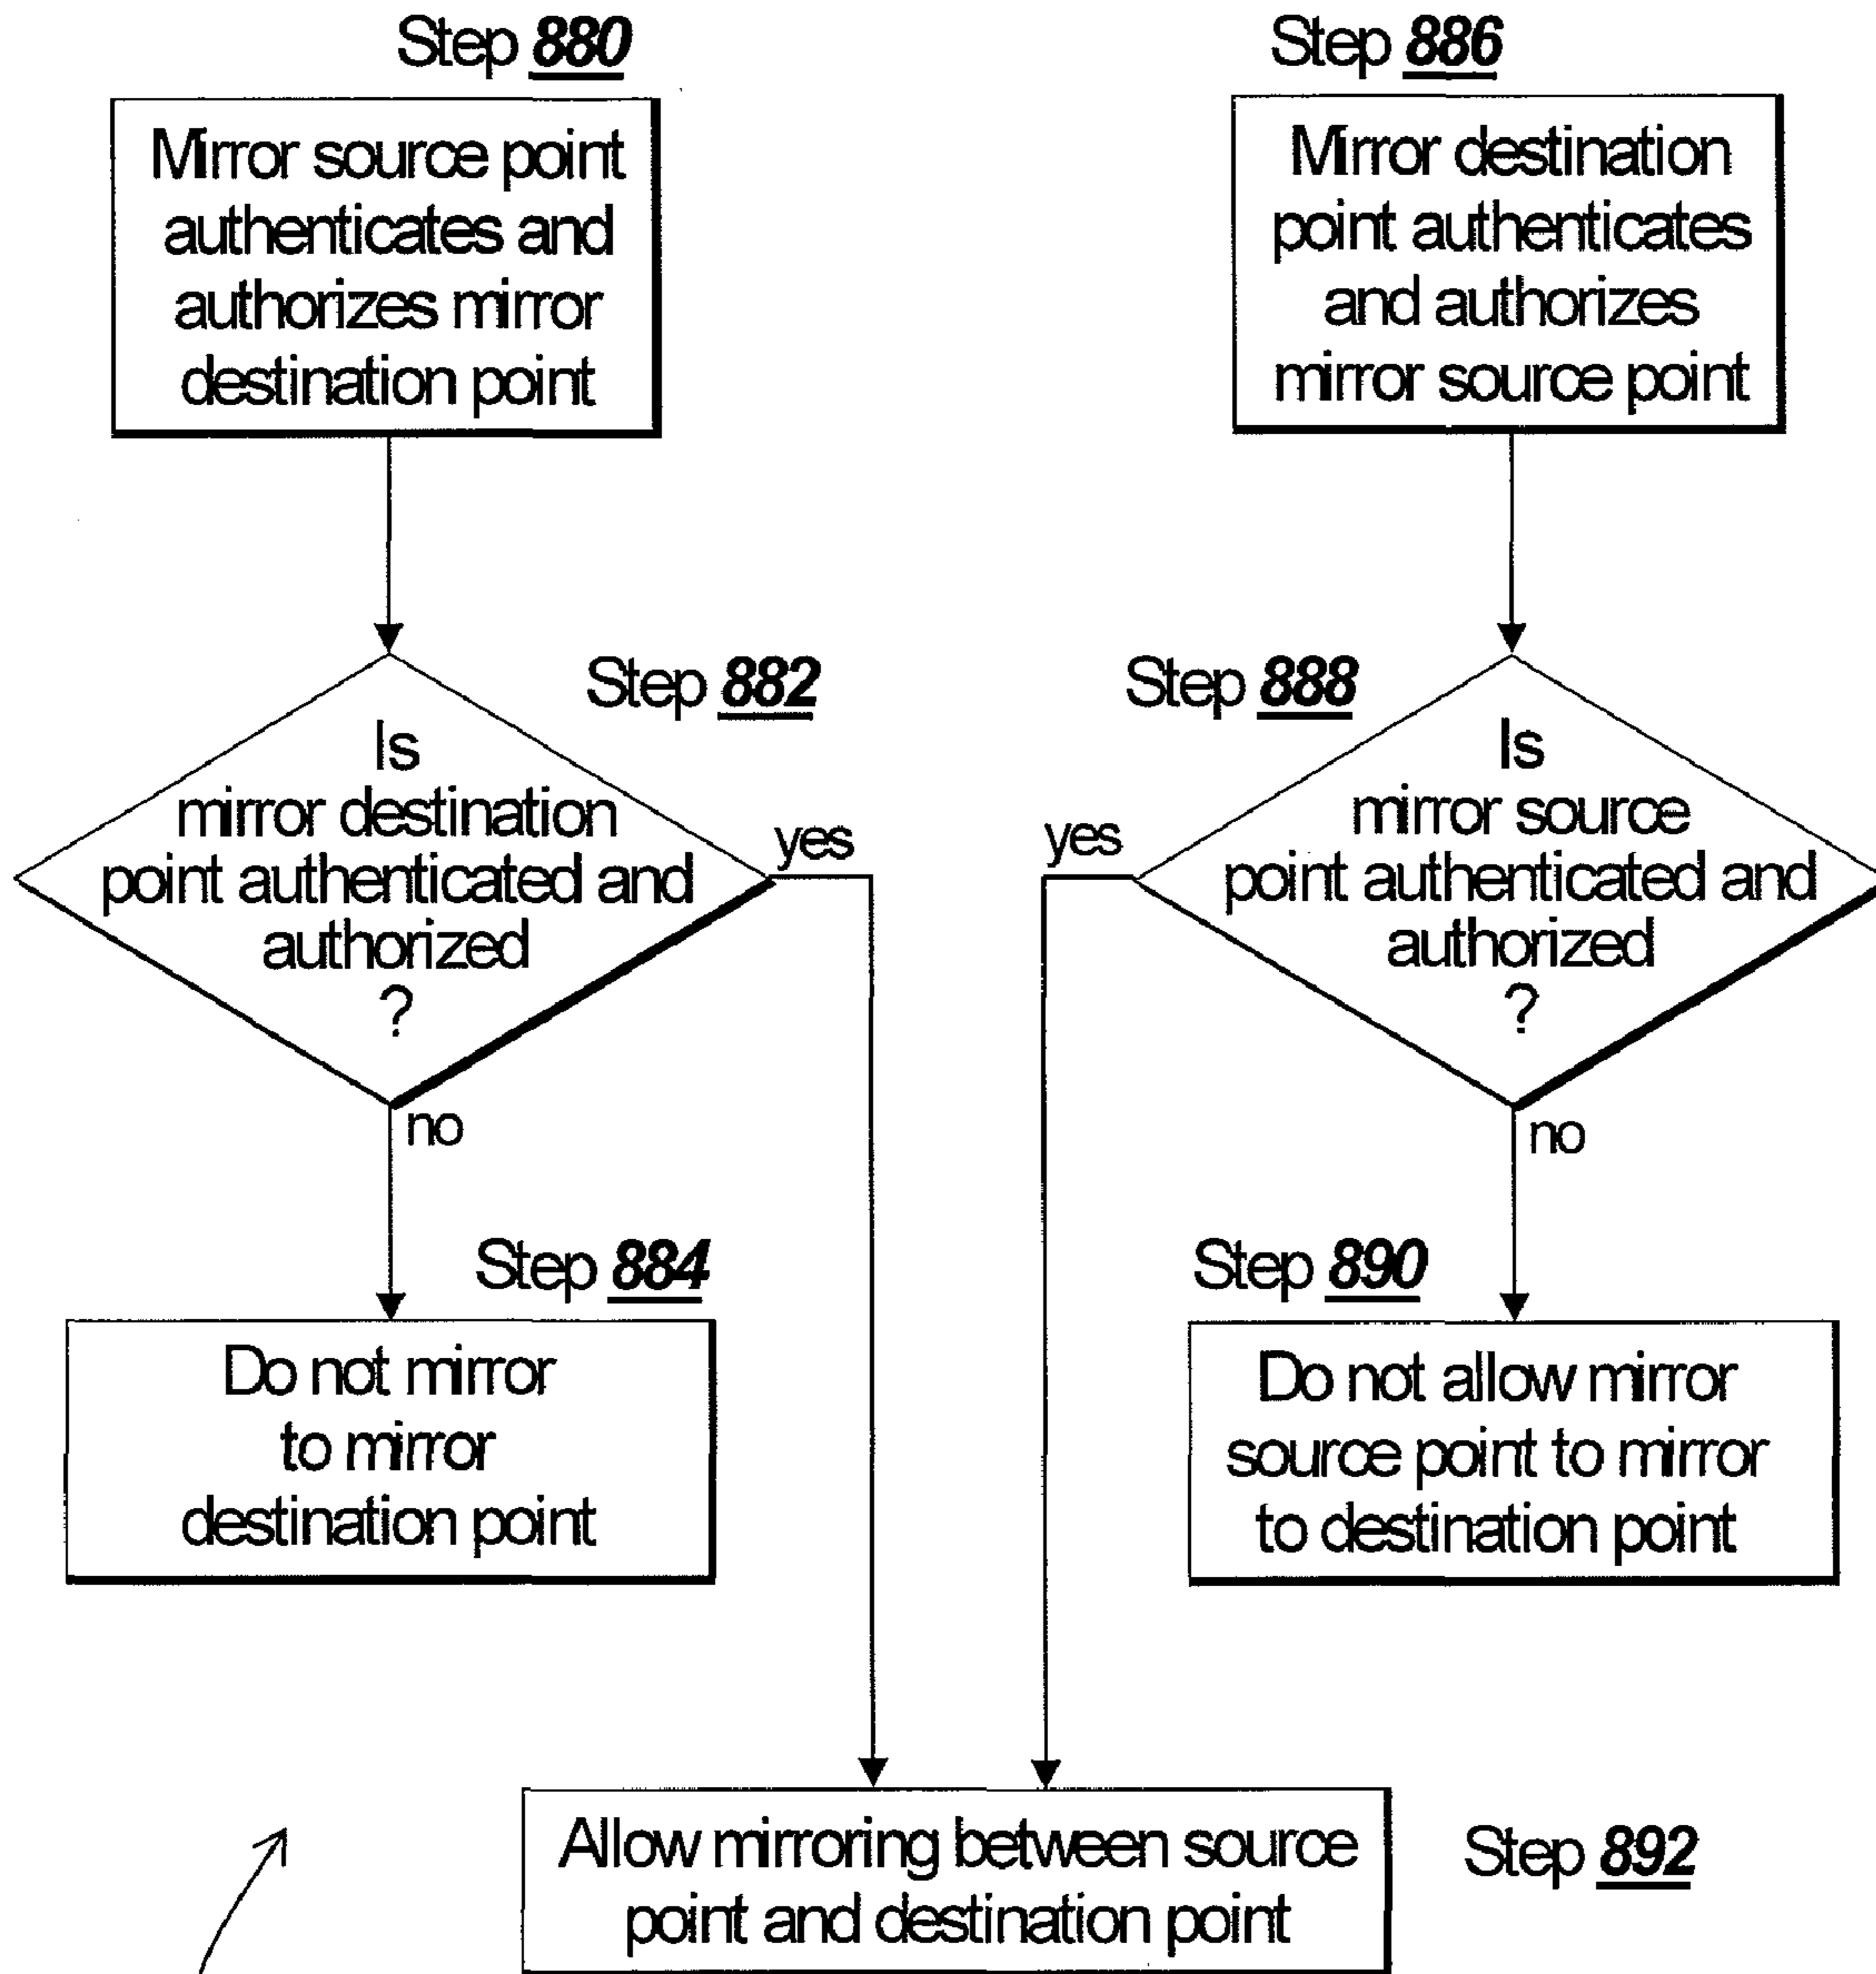 Step 880
Mirror source point
authenticates and
authorizes mirror
destination point
Step 882
Is
mirror destination
point authenticated and
authorized
?
yes
no
Step 884
Do not mirror
to mirror
destination point
Step 886
Mirror destination
point authenticates
and authorizes
mirror source point
Step 888
Is
mirror source
point authenticated and
authorized
?
yes
no
Step 890
Do not allow mirror
source point to mirror
to destination point
Allow mirroring between source
point and destination point
Step 892